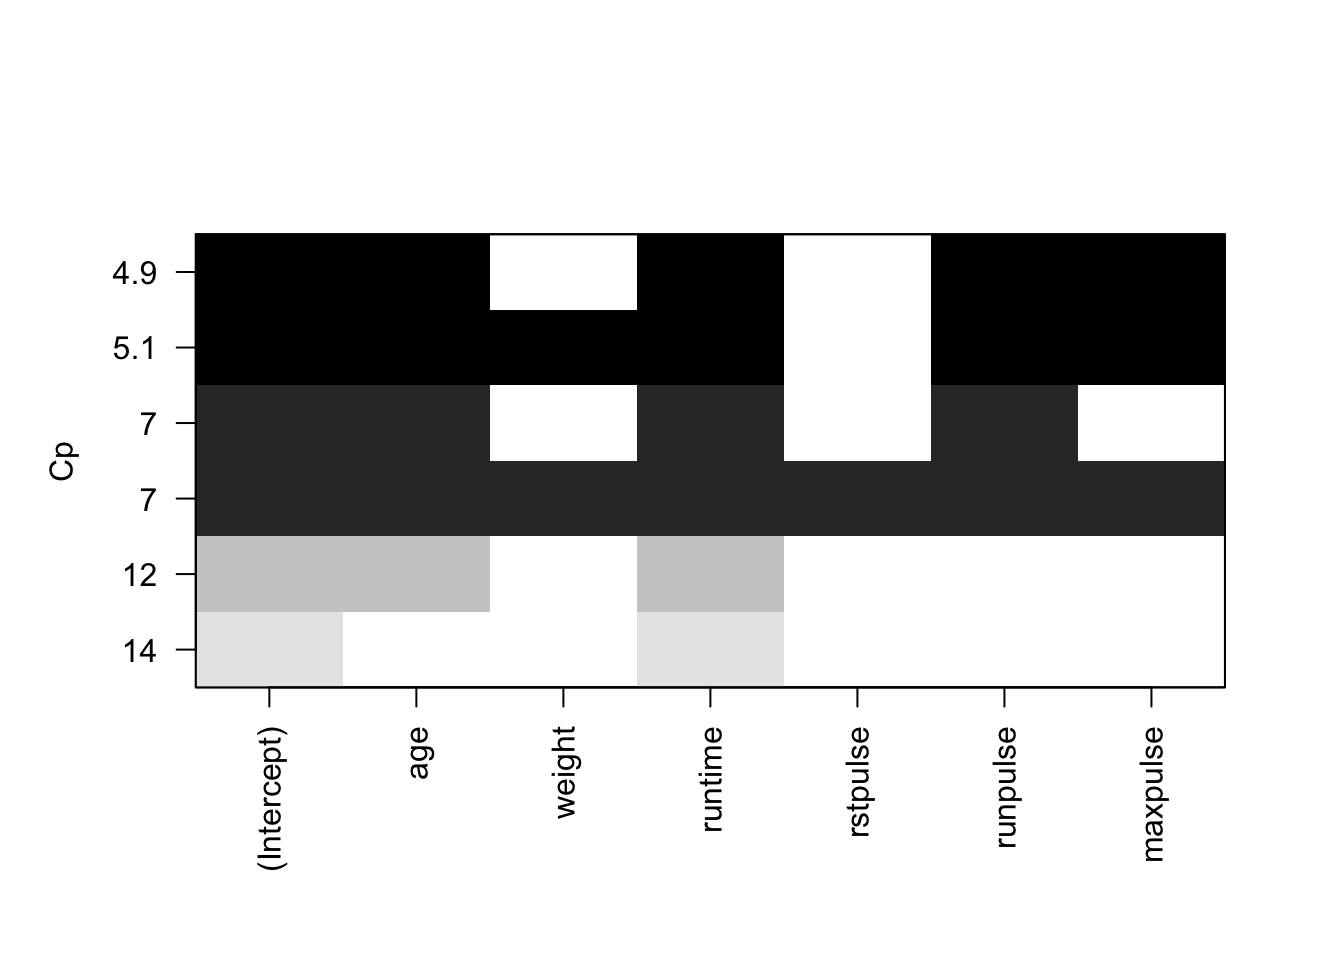 4.9
5.1
7
7
12
14
Cp
(Intercept)
age
weight
runtime
rstpulse
runpulse
maxpulse